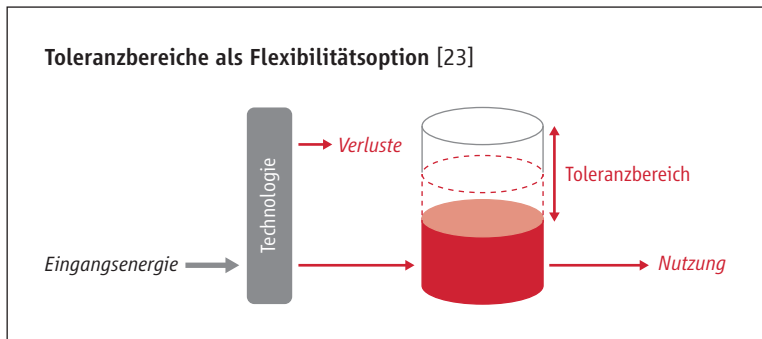 Toleranzbereiche als Flexibilitätsoption [23]
Verluste
Toleranzbereich
Technologie
Eingangsenergie
Nutzung